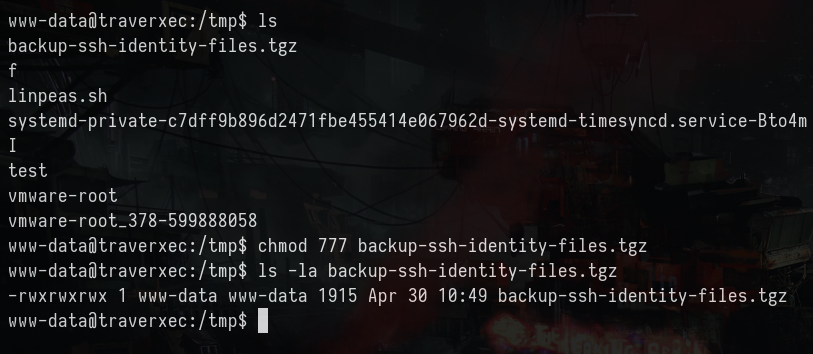 www-data@traverxec:/tmp$ ls
backup-ssh-identity-files.tgz
f
linpeas.sh
systemd-private-c7dff9b896d2471fbe455414e067962d-systemd-timesyncd.service-Bto4m
I
test
vmware-root
vmware-root_378-599888058
www-data@traverxec:/tmp$ chmod 777 backup-ssh-identity-files.tgz
www-data@traverxec:/tmp$ ls -la backup-ssh-identity-files.tgz
-rwxrwxrwx 1 www-data www-data 1915 Apr 30 10:49 backup-ssh-identity-files.tgz
www-data@traverxec:/tmp$